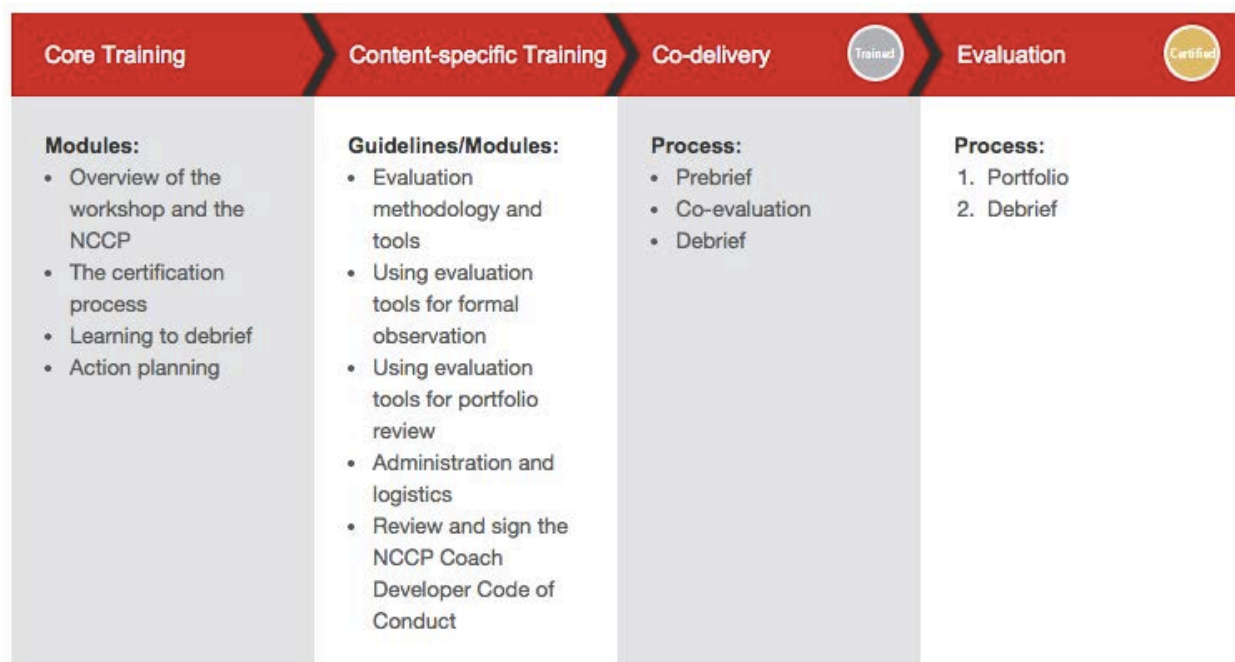 Core Training
Content-specific Training
Co-delivery
Trained
Evaluation
Certified
Modules:
• Overview of the
workshop and the
NCCP
• The certification
process
• Learning to debrief
• Action planning
Guidelines/Modules:
• Evaluation
methodology and
tools
• Using evaluation
tools for formal
observation
• Using evaluation
tools for portfolio
review
• Administration and
logistics
• Review and sign the
NCCP Coach
Developer Code of
Conduct
Process:
• Prebrief
• Co-evaluation
• Debrief
Process:
1. Portfolio
2. Debrief